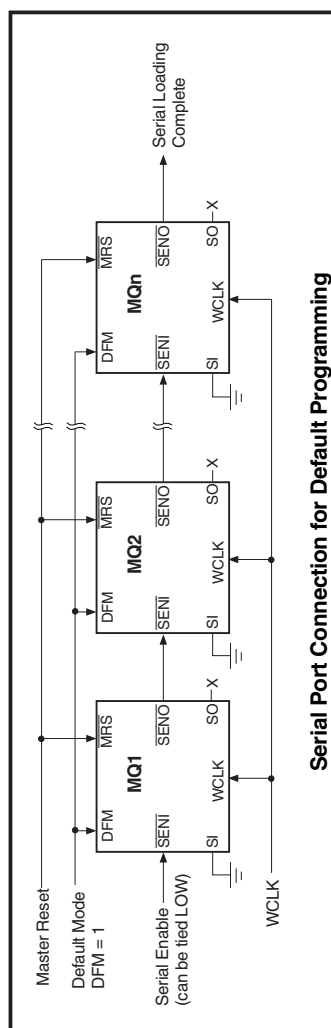 Master Reset
Default Mode
DFM = 1
DFM
MRS
DFM
MRS
DFM
MRS
MQ1
MQ2
MQn
Serial Enable
(can be tied LOW)
SENI
SENO
SENI
SENO
SENI
SENO
Serial Loading
Complete
SI
WCLK
SO
X
SI
WCLK
SO
X
SI
WCLK
SO
X
WCLK
Serial Port Connection for Default Programming